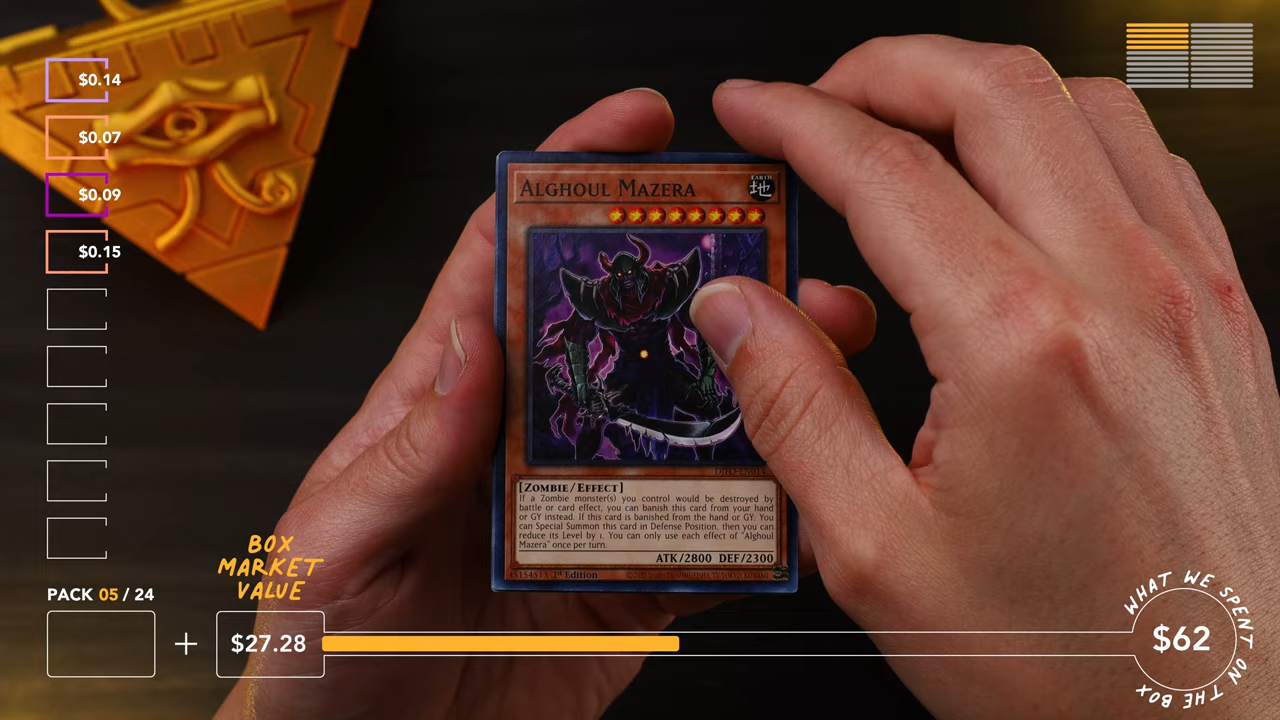 $0.14
$0.07
$0.09
$0.15
ALGHOUL MAZERA
EARTH
地
[ZOMBIE/EFFECT]
If a Zombie monster(s) you control would be destroyed by
battle or card effect, you can banish this card from your hand
or GY instead. If this card is banished from the hand or GY: You
can Special Summon this card in Defense Position, then you can
reduce its Level by 1. You can only use each effect of "Alghoul
Mazera" once per turn.
ATK/2800 DEF/2300
1st Edition
BOX
MARKET
VALUE
PACK 05 / 24
+
$27.28
$62
WHAT WE SPENT ON THE BOX